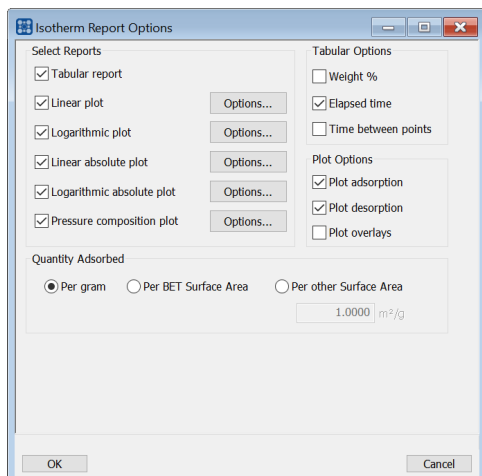 Isotherm Report Options
Select Reports
Tabular report
Linear plot Options...
Logarithmic plot Options...
Linear absolute plot Options...
Logarithmic absolute plot Options...
Pressure composition plot Options...
Tabular Options
Weight %
Elapsed time
Time between points
Plot Options
Plot adsorption
Plot desorption
Plot overlays
Quantity Adsorbed
Per gram Per BET Surface Area Per other Surface Area
1.0000 m²/g
OK Cancel